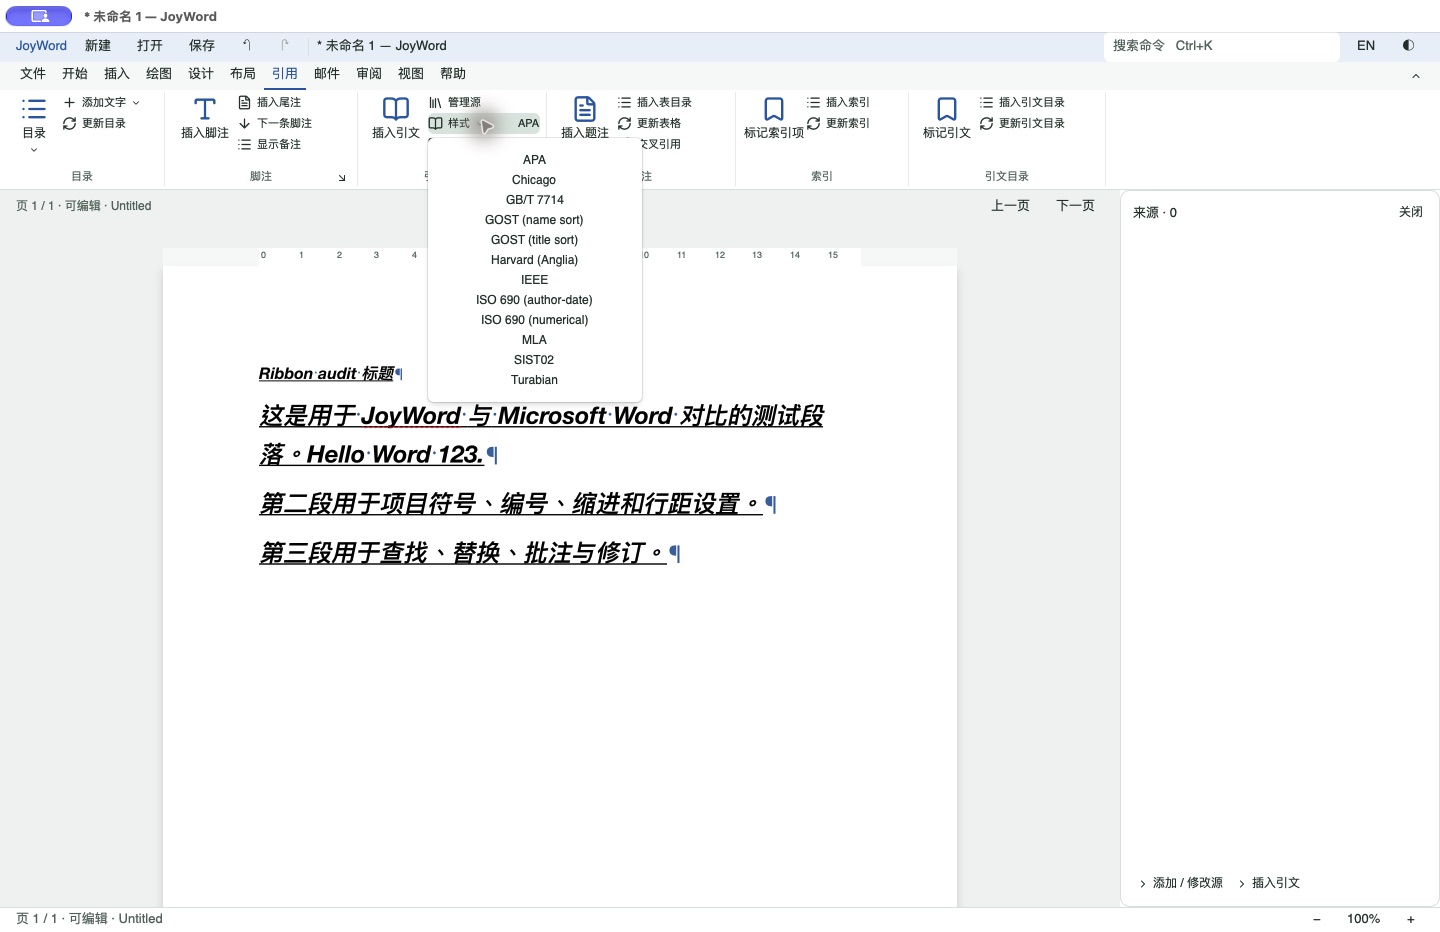 * 未命名 1 — JoyWord
JoyWord 新建 打开 保存 * 未命名 1 — JoyWord 搜索命令 Ctrl+K EN
文件 开始 插入 绘图 设计 布局 引用 邮件 审阅 视图 帮助
目录
添加文字
更新目录
目录
插入脚注
插入尾注
下一条脚注
显示备注
脚注
插入引文
管理源
样式 APA
插入题注
插入表目录
更新表格
交叉引用
注
标记索引项
插入索引
更新索引
索引
标记引文
插入引文目录
更新引文目录
引文目录
APA
Chicago
GB/T 7714
GOST (name sort)
GOST (title sort)
Harvard (Anglia)
IEEE
ISO 690 (author-date)
ISO 690 (numerical)
MLA
SIST02
Turabian
页 1 / 1 · 可编辑 · Untitled 上一页 下一页
0 1 2 3 4 10 11 12 13 14 15
Ribbon·audit·标题¶
这是用于·JoyWord·与·Microsoft·Word·对比的测试段
落。Hello·Word·123.¶
第二段用于项目符号、编号、缩进和行距设置。¶
第三段用于查找、替换、批注与修订。¶
来源 · 0 关闭
添加 / 修改源 插入引文
页 1 / 1 · 可编辑 · Untitled − 100% +